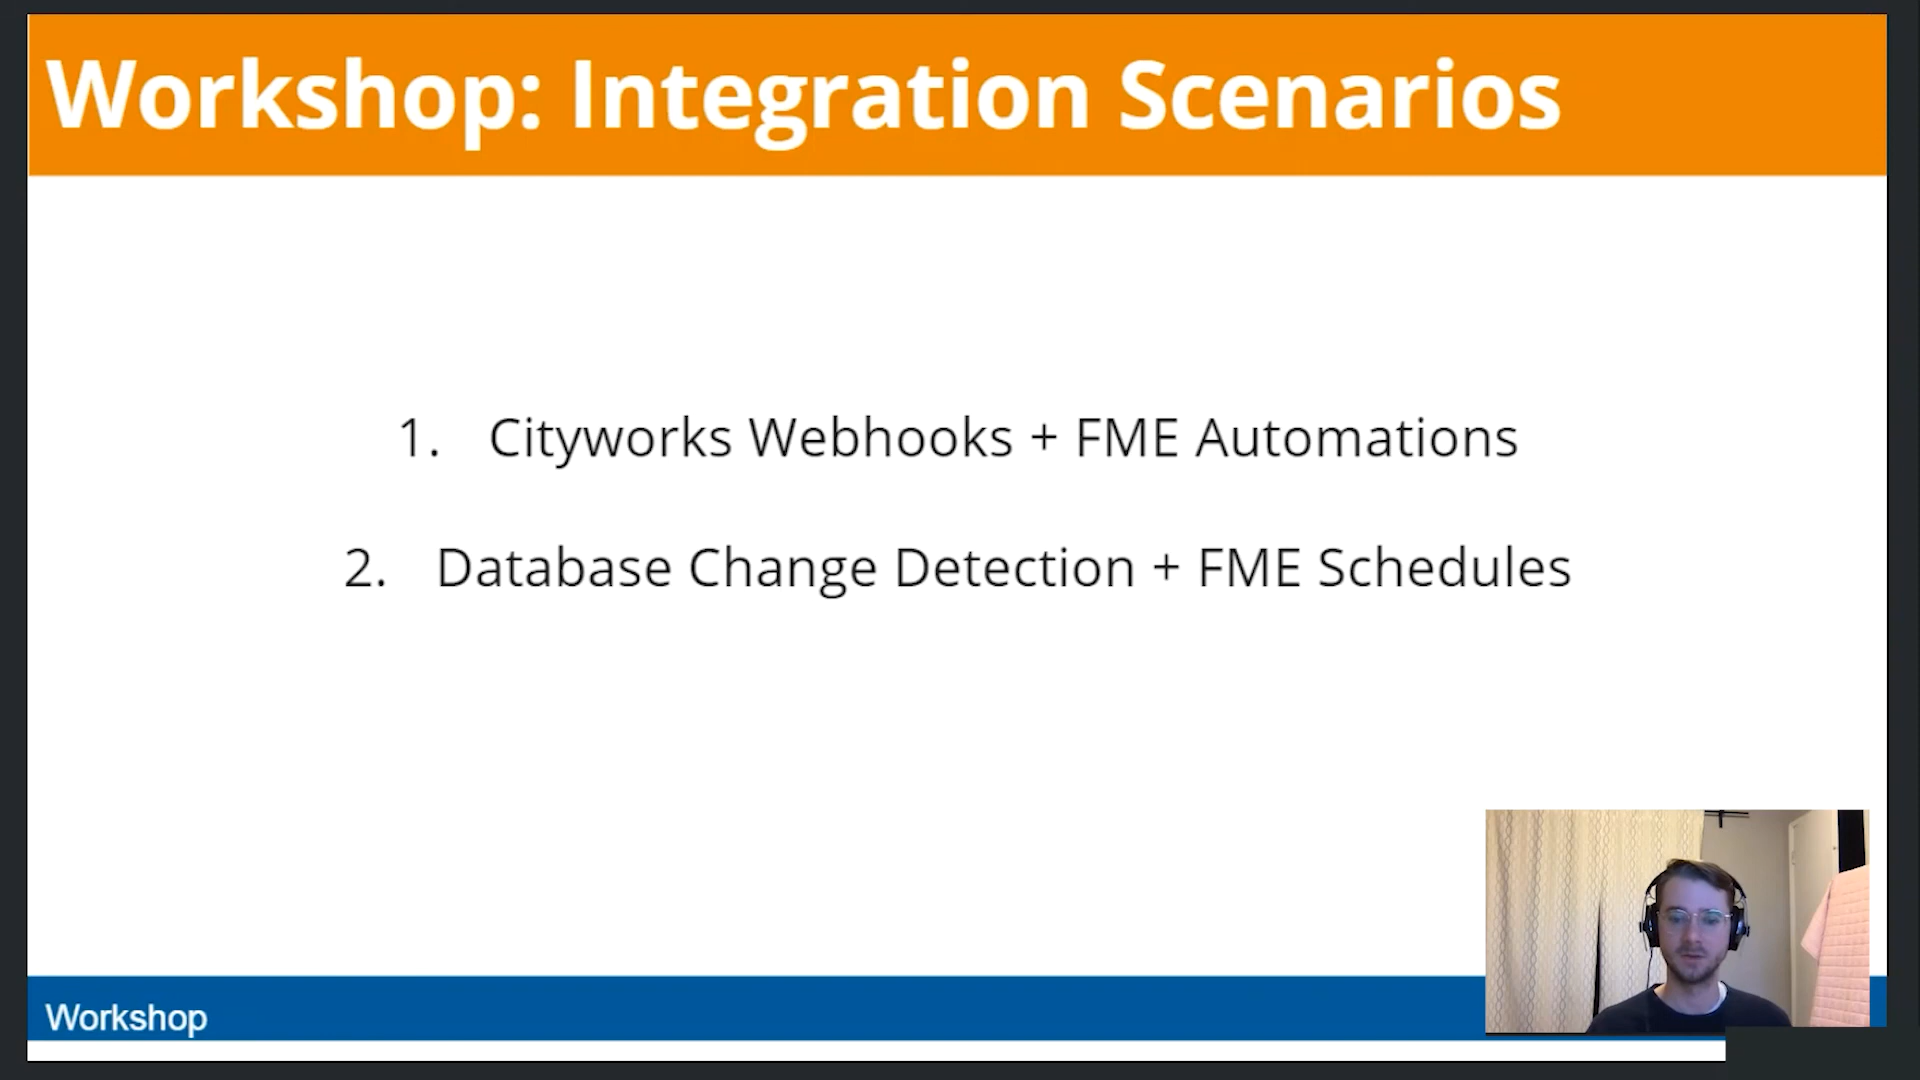 Workshop: Integration Scenarios
1. Cityworks Webhooks + FME Automations
2. Database Change Detection + FME Schedules
Workshop